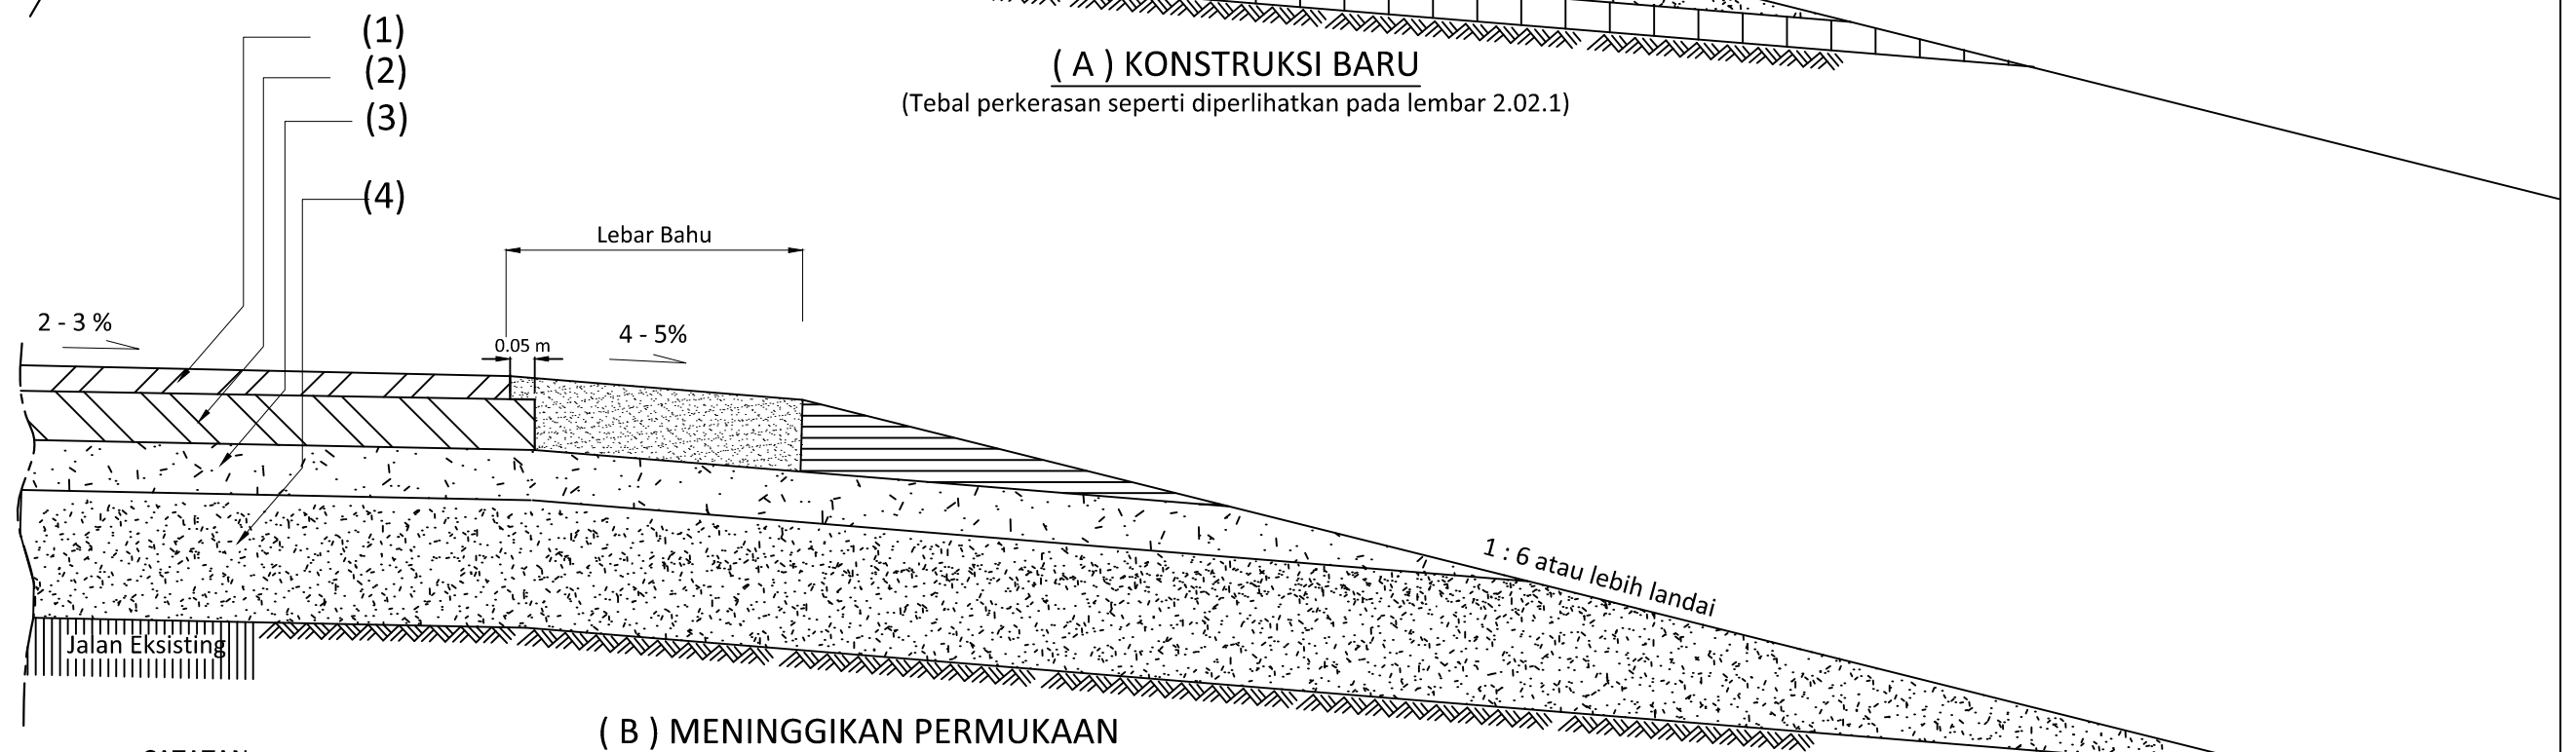 (1)
(2)
(3)
(4)
( A ) KONSTRUKSI BARU
(Tebal perkerasan seperti diperlihatkan pada lembar 2.02.1)
Lebar Bahu
2 - 3 %
0.05 m
4 - 5%
1 : 6 atau lebih landai
Jalan Eksisting
( B ) MENINGGIKAN PERMUKAAN